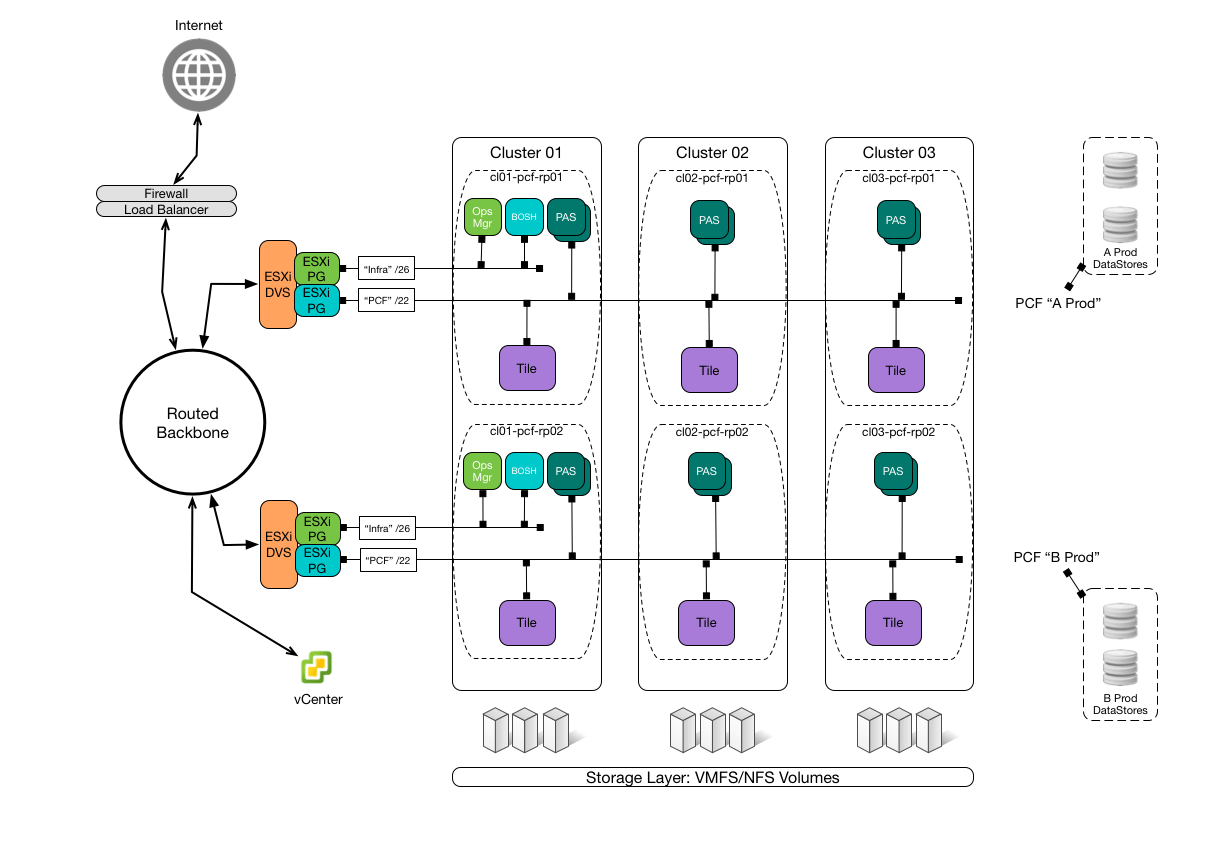 Internet
Firewall
Load Balancer
ESXi
DVS
ESXi
PG
ESXi
PG
“Infra” /26
“PCF” /22
Routed
Backbone
ESXi
DVS
ESXi
PG
ESXi
PG
“Infra” /26
“PCF” /22
vCenter
Cluster 01
cl01-pcf-rp01
Ops
Mgr
BOSH
PAS
Tile
cl01-pcf-rp02
Ops
Mgr
BOSH
PAS
Tile
Cluster 02
cl02-pcf-rp01
PAS
Tile
cl02-pcf-rp02
PAS
Tile
Cluster 03
cl03-pcf-rp01
PAS
Tile
cl03-pcf-rp02
PAS
Tile
A Prod
DataStores
PCF “A Prod”
PCF “B Prod”
B Prod
DataStores
Storage Layer: VMFS/NFS Volumes